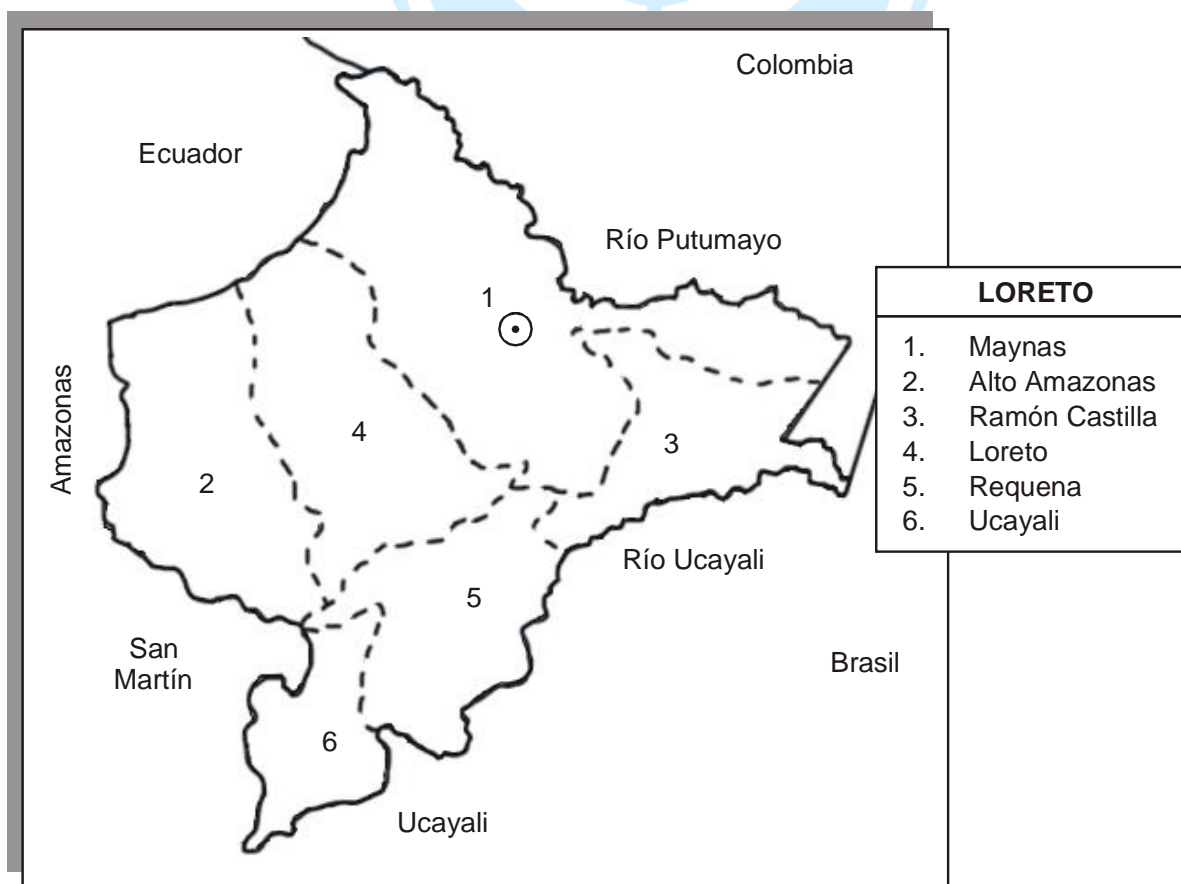 Colombia
Ecuador
Río Putumayo
1
LORETO
1. Maynas
2. Alto Amazonas
3. Ramón Castilla
4. Loreto
5. Requena
6. Ucayali
Amazonas
4
3
2
Río Ucayali
5
San
Martín
Brasil
6
Ucayali